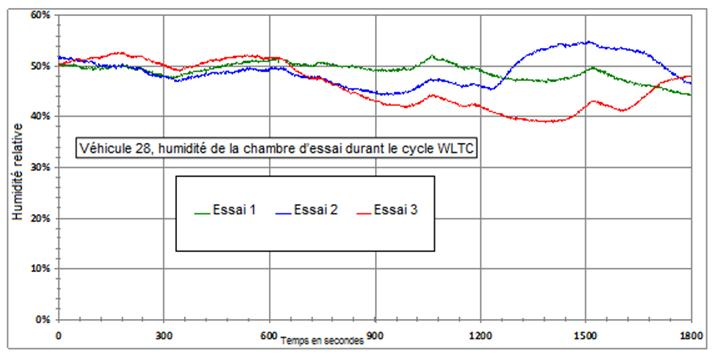 60%
50%
40%
30%
20%
10%
0%
Humidité relative
Véhicule 28, humidité de la chambre d'essai durant le cycle WLTC
Essai 1 Essai 2 Essai 3
0 300 600 900 1200 1500 1800
Temps en secondes